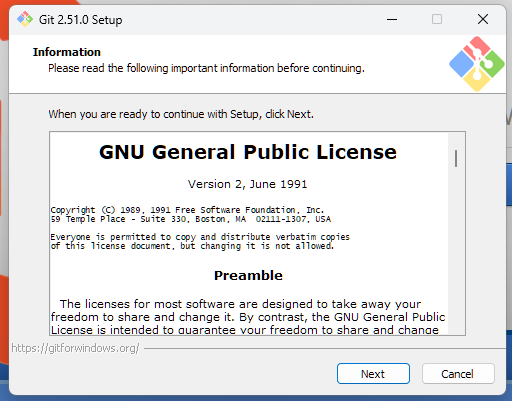 Git 2.51.0 Setup
Information
Please read the following important information before continuing.
When you are ready to continue with Setup, click Next.
GNU General Public License
Version 2, June 1991
Copyright (C) 1989, 1991 Free Software Foundation, Inc.
59 Temple Place - Suite 330, Boston, MA  02111-1307, USA
Everyone is permitted to copy and distribute verbatim copies
of this license document, but changing it is not allowed.
Preamble
The licenses for most software are designed to take away your
freedom to share and change it. By contrast, the GNU General Public
License is intended to guarantee your freedom to share and change
https://gitforwindows.org/
Next
Cancel